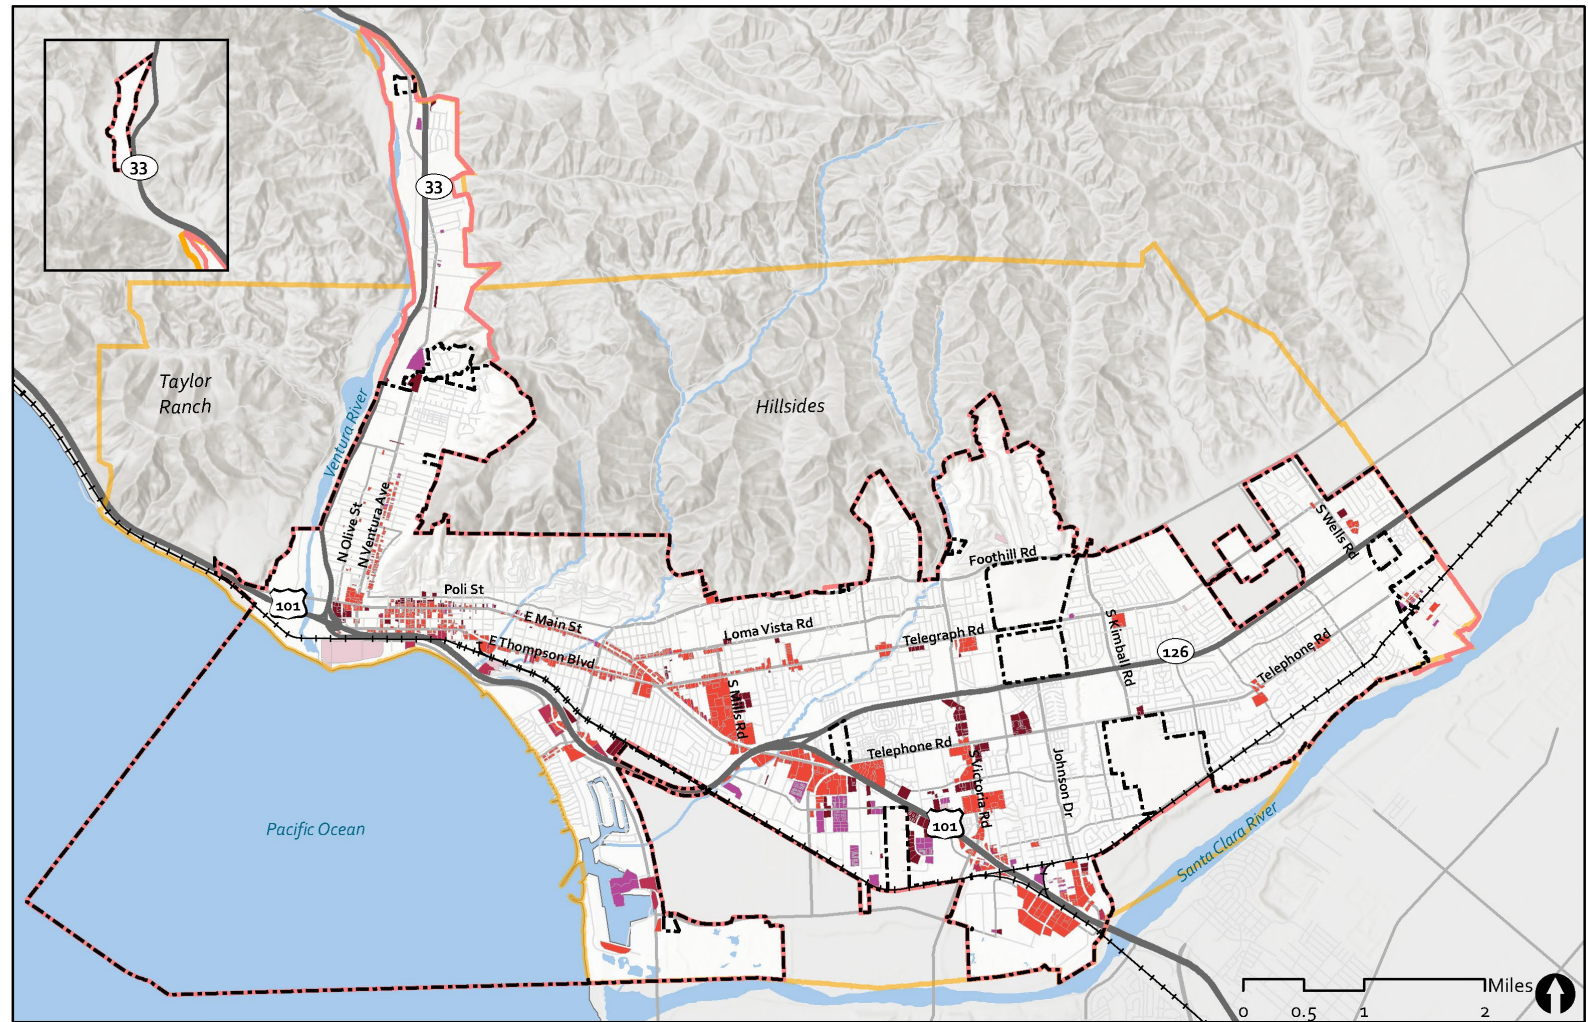 33
33
Taylor
Ranch
Ventura River
Hillsides
N Olive St
N Ventura Ave
S Wells Rd
Foothill Rd
Poli St
101
E Main St
Loma Vista Rd
Telegraph Rd
S Kimball Rd
E Thompson Blvd
126
Telephone Rd
S Mills Rd
Telephone Rd
S Victoria Rd
Johnson Dr
Pacific Ocean
101
Santa Clara River
Miles
0 0.5 1 2